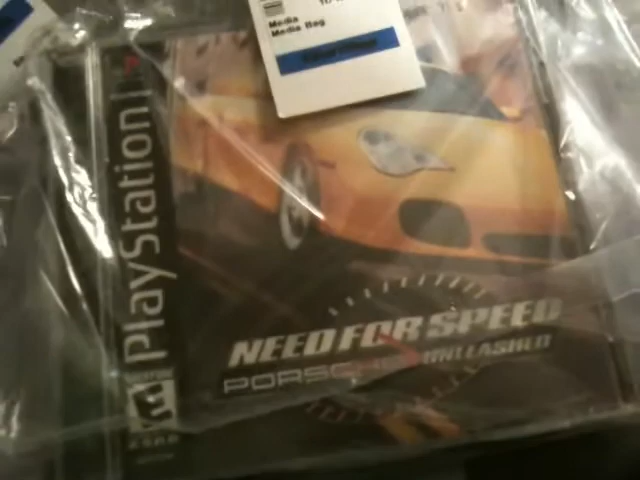 Media
Media Bag
PlayStation
NEED FOR SPEED
PORSCHE UNLEASHED
E